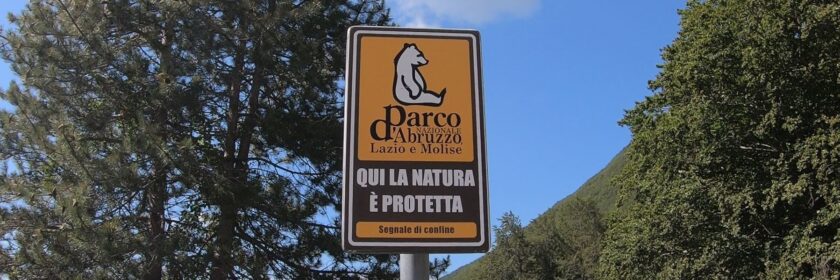 Parco
NAZIONALE
d'Abruzzo,
Lazio e Molise
QUI LA NATURA
È PROTETTA
Segnale di confine